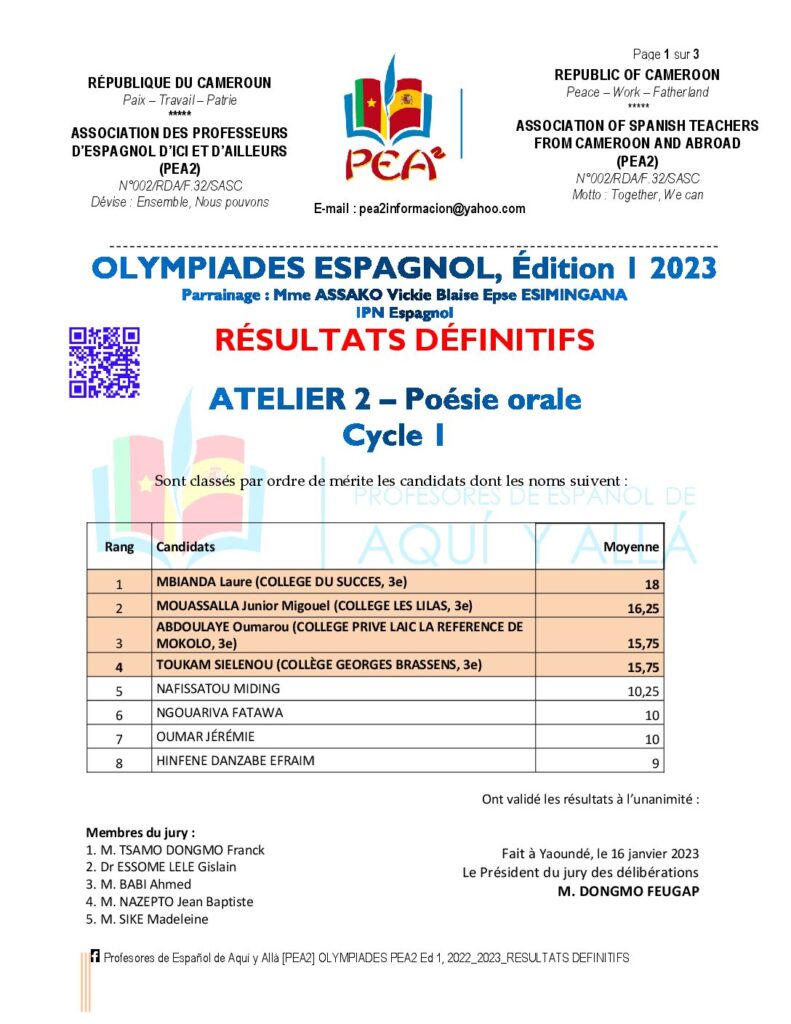 Page 1 sur 3
RÉPUBLIQUE DU CAMEROUN
Paix – Travail – Patrie
*****
ASSOCIATION DES PROFESSEURS
D'ESPAGNOL D'ICI ET D'AILLEURS
(PEA2)
N°002/RDA/F.32/SASC
Dévise : Ensemble, Nous pouvons
PEA²
E-mail : pea2informacion@yahoo.com
REPUBLIC OF CAMEROON
Peace – Work – Fatherland
*****
ASSOCIATION OF SPANISH TEACHERS
FROM CAMEROON AND ABROAD
(PEA2)
N°002/RDA/F.32/SASC
Motto : Together, We can
OLYMPIADES ESPAGNOL, Édition 1 2023
Parrainage : Mme ASSAKO Vickie Blaise Epse ESIMINGANA
IPN Espagnol
RÉSULTATS DÉFINITIFS
ATELIER 2 – Poésie orale
Cycle 1
Sont classés par ordre de mérite les candidats dont les noms suivent :
PROFESORES DE ESPAÑOL DE
AQUÍ Y ALLÁ
Rang Candidats Moyenne
1 MBIANDA Laure (COLLEGE DU SUCCES, 3e) 18
2 MOUASSALLA Junior Migouel (COLLEGE LES LILAS, 3e) 16,25
3 ABDOULAYE Oumarou (COLLEGE PRIVE LAIC LA REFERENCE DE
MOKOLO, 3e) 15,75
4 TOUKAM SIELENOU (COLLÈGE GEORGES BRASSENS, 3e) 15,75
5 NAFISSATOU MIDING 10,25
6 NGOUARIVA FATAWA 10
7 OUMAR JÉRÉMIE 10
8 HINFENE DANZABE EFRAIM 9
Ont validé les résultats à l'unanimité :
Membres du jury :
1. M. TSAMO DONGMO Franck
2. Dr ESSOME LELE Gislain
3. M. BABI Ahmed
4. M. NAZEPTO Jean Baptiste
5. M. SIKE Madeleine
Fait à Yaoundé, le 16 janvier 2023
Le Président du jury des délibérations
M. DONGMO FEUGAP
Profesores de Español de Aquí y Allá [PEA2] OLYMPIADES PEA2 Ed 1, 2022_2023_RESULTATS DEFINITIFS